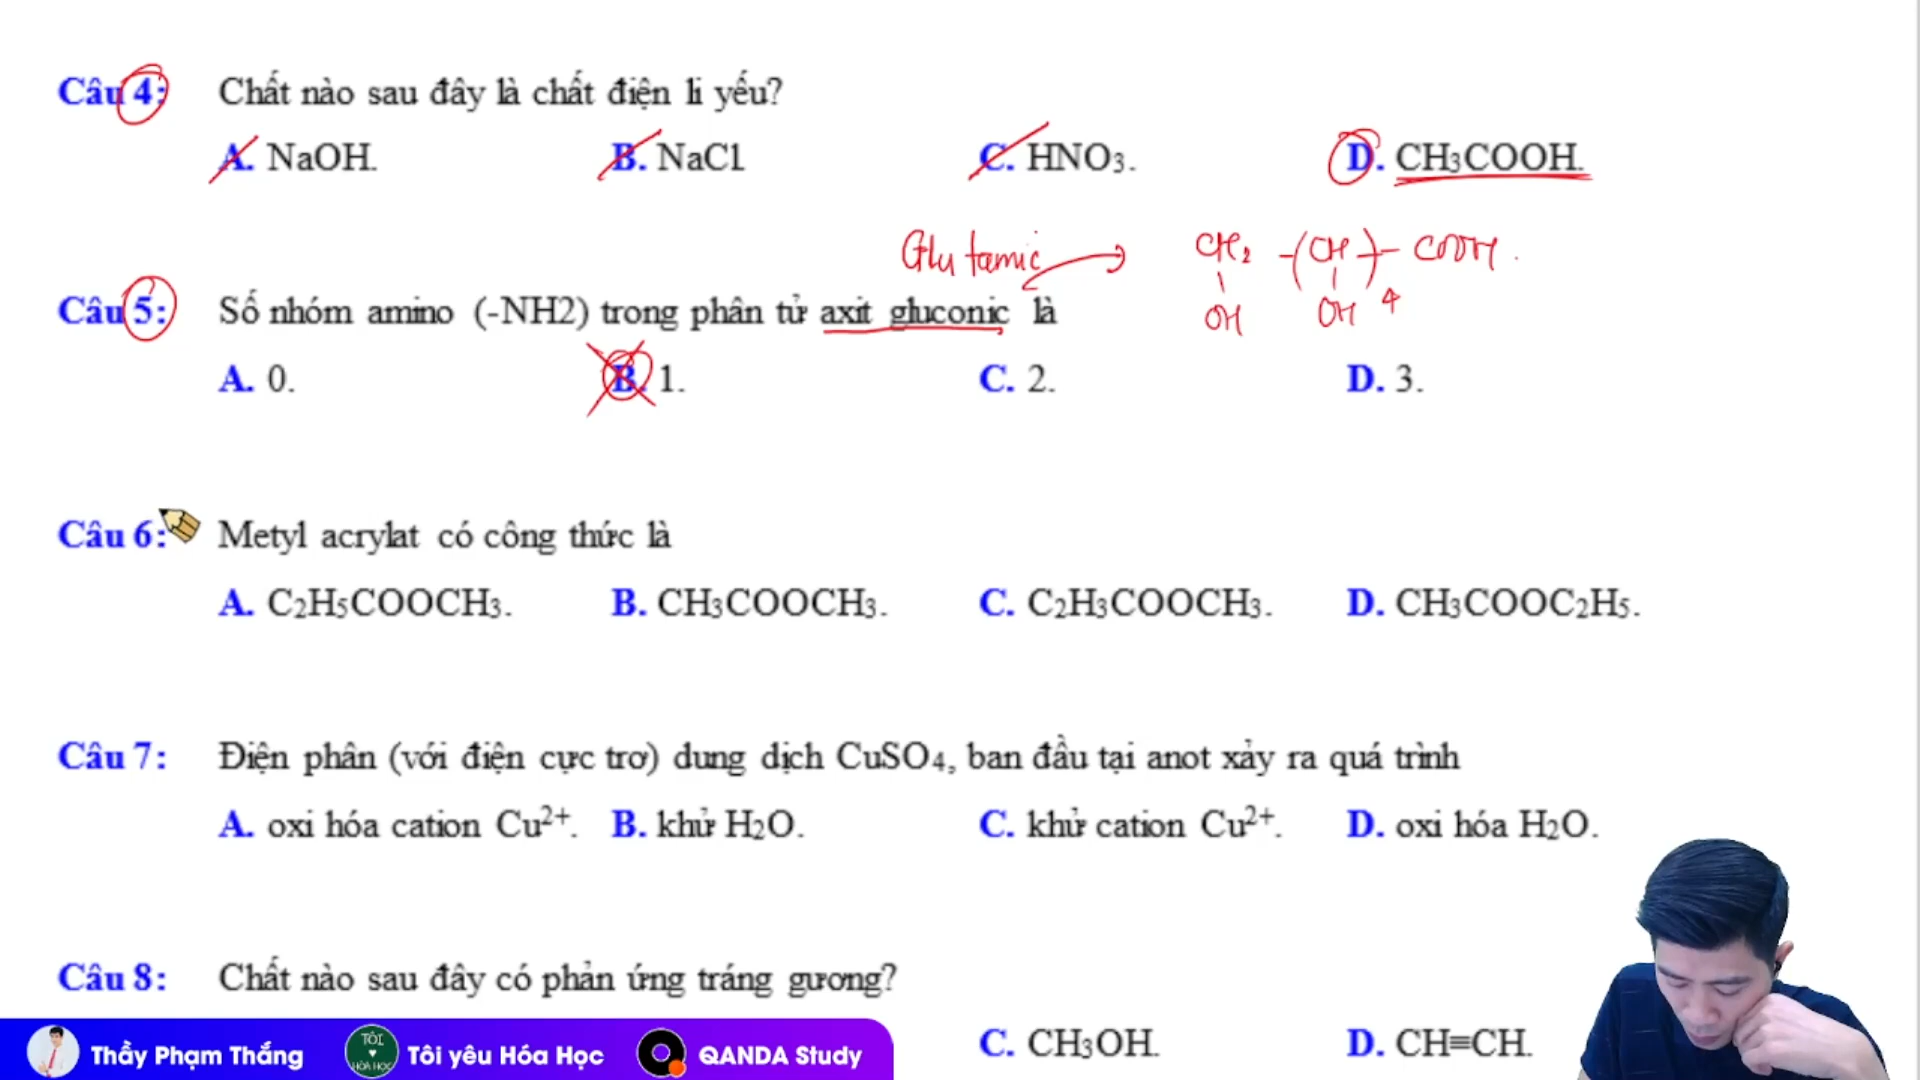 Câu 4: Chất nào sau đây là chất điện li yếu?
A. NaOH. B. NaCl C. HNO₃. D. CH₃COOH.
Glutamic CH₂ -(CH)- COOH.
OH OH 4
Câu 5: Số nhóm amino (-NH2) trong phân tử axit gluconic là
A. 0. B. 1. C. 2. D. 3.
Câu 6: Metyl acrylat có công thức là
A. C₂H₅COOCH₃. B. CH₃COOCH₃. C. C₂H₃COOCH₃. D. CH₃COOC₂H₅.
Câu 7: Điện phân (với điện cực trơ) dung dịch CuSO₄, ban đầu tại anot xảy ra quá trình
A. oxi hóa cation Cu²⁺. B. khử H₂O. C. khử cation Cu²⁺. D. oxi hóa H₂O.
Câu 8: Chất nào sau đây có phản ứng tráng gương?
C. CH₃OH. D. CH≡CH.
Thầy Phạm Thắng TÔI ♥ HÓA HỌC Tôi yêu Hóa Học QANDA Study